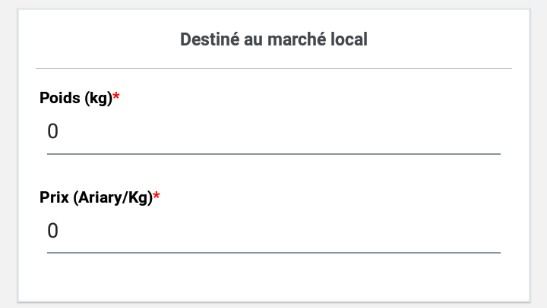 Destiné au marché local
Poids (kg)*
0
Prix (Ariary/Kg)*
0